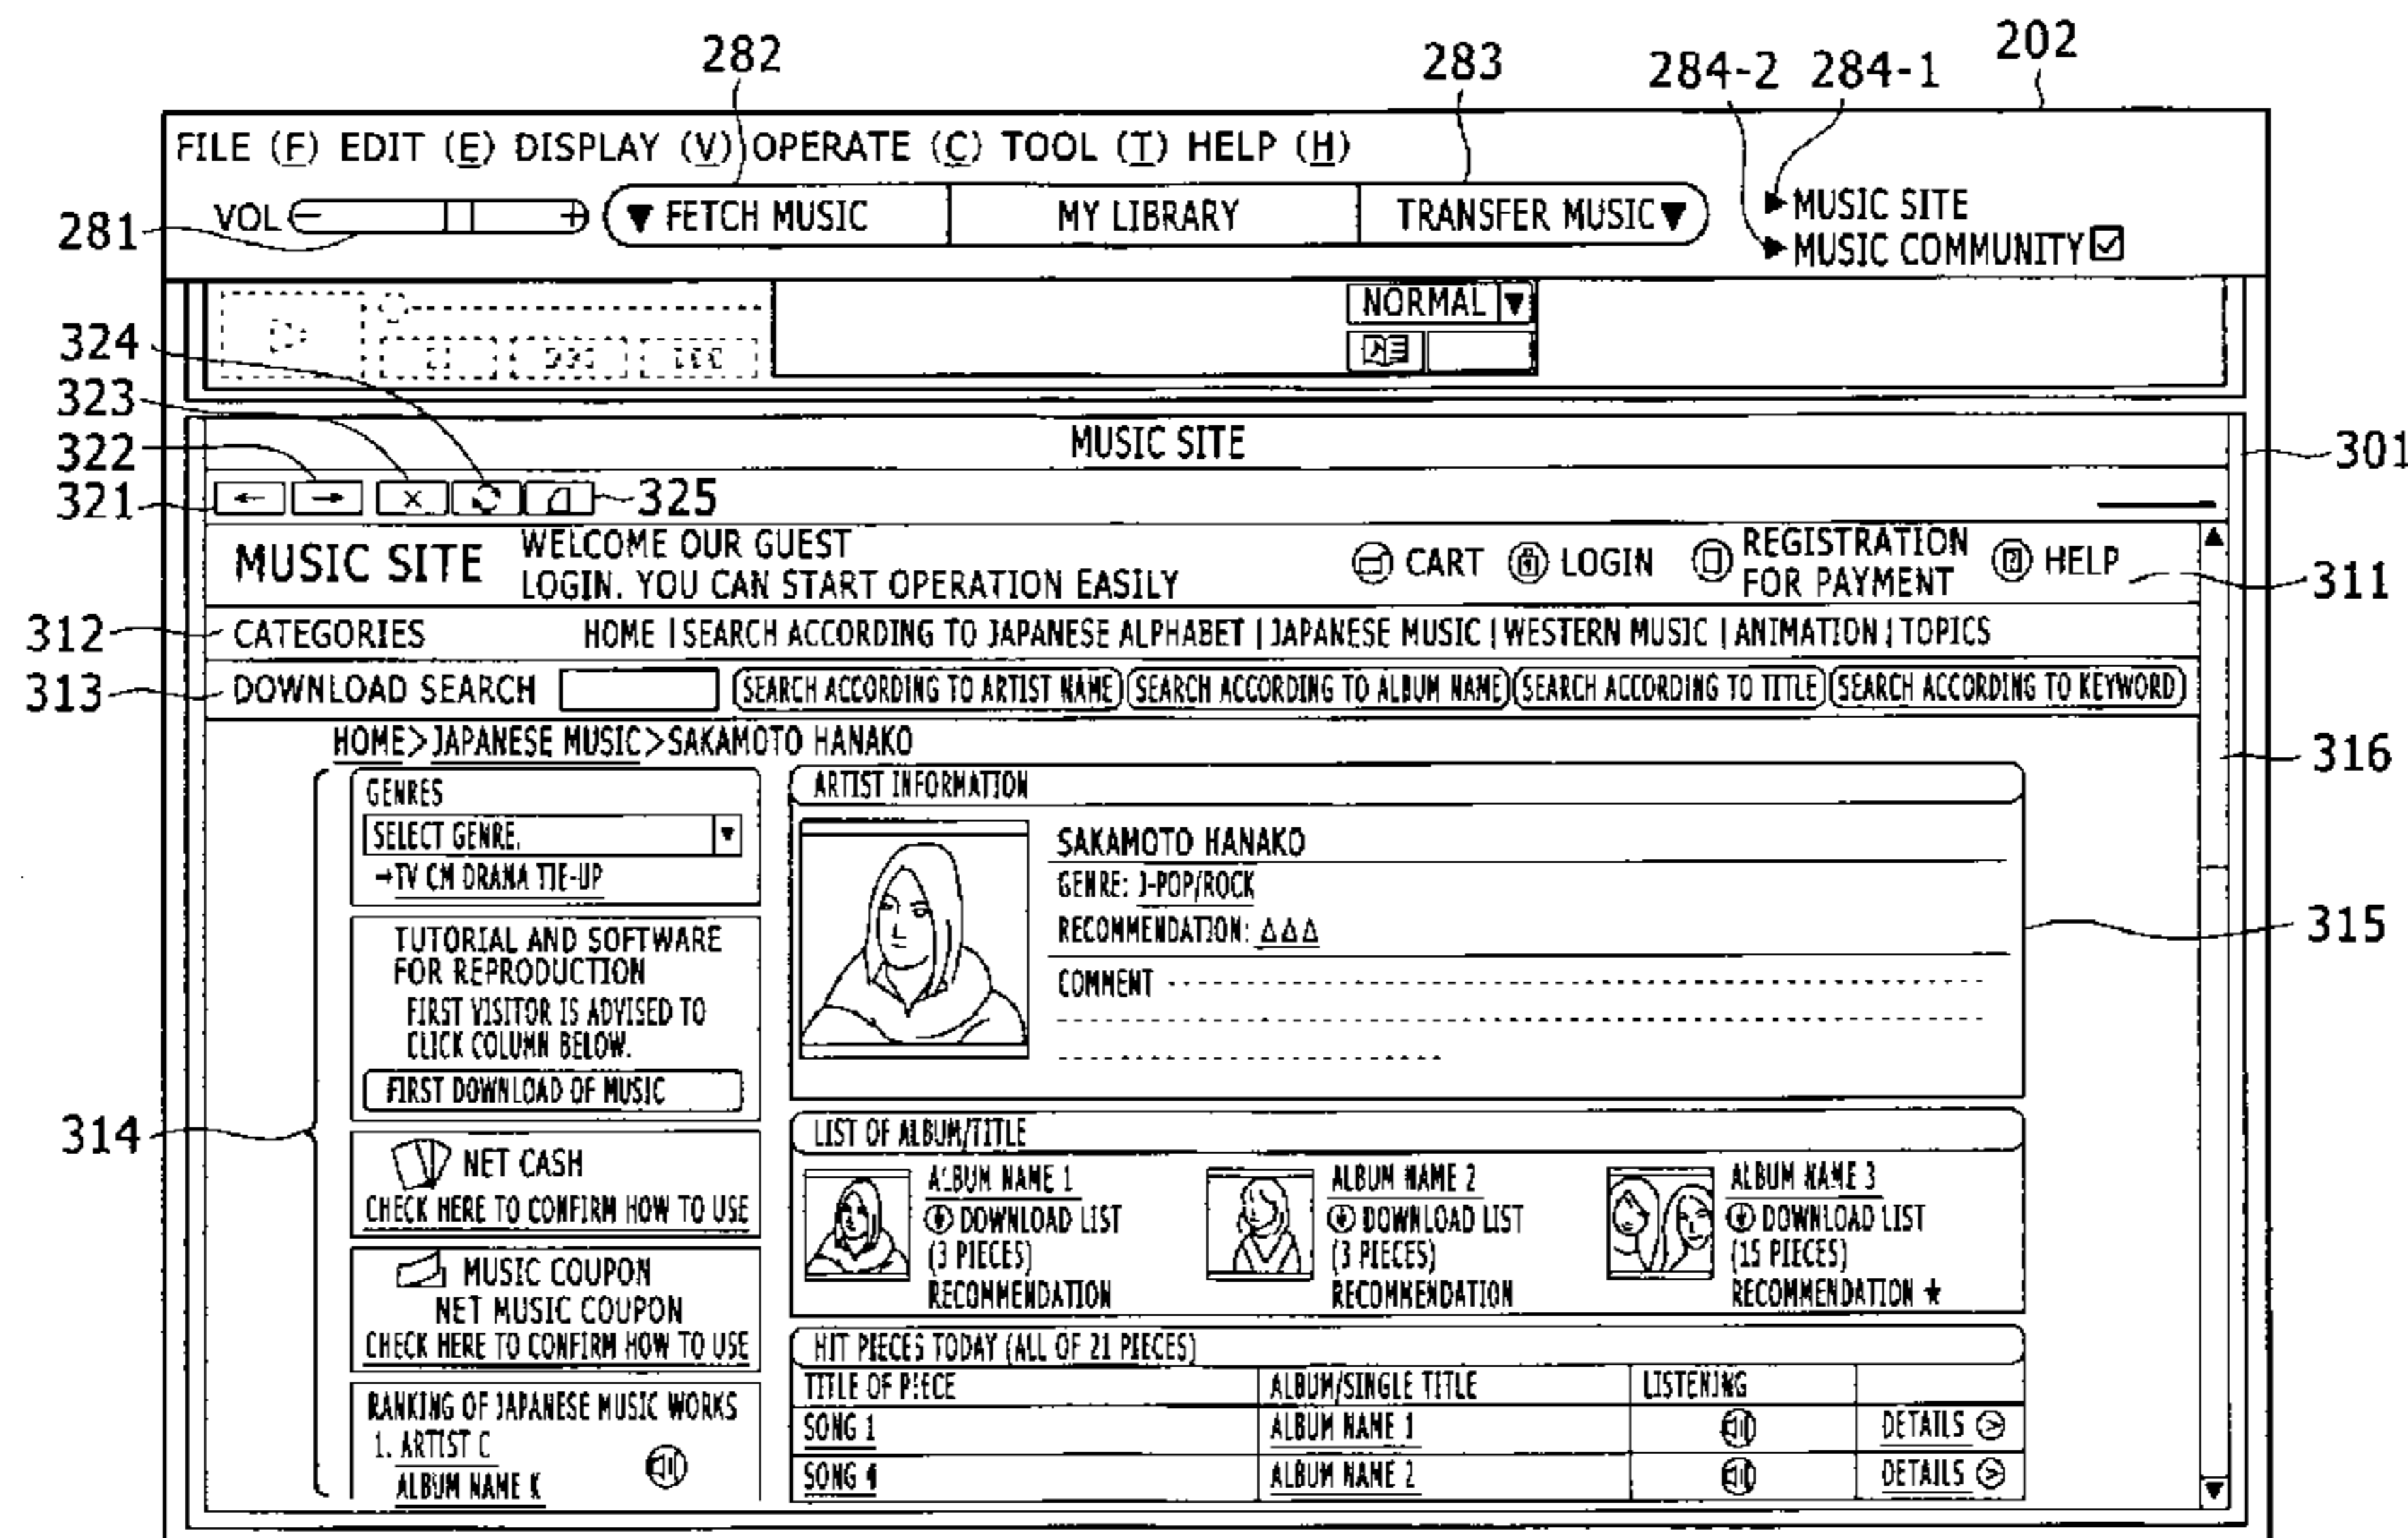 282
283
284-2 284-1
202
FILE (F) EDIT (E) DISPLAY (V) OPERATE (C) TOOL (T) HELP (H)
281
VOL - + ▼ FETCH MUSIC MY LIBRARY TRANSFER MUSIC ▼
▶ MUSIC SITE
▶ MUSIC COMMUNITY
324
NORMAL ▼
323
322
321
MUSIC SITE
301
← → × 325
MUSIC SITE
WELCOME OUR GUEST
LOGIN. YOU CAN START OPERATION EASILY
CART LOGIN
REGISTRATION
FOR PAYMENT
HELP
311
312
CATEGORIES HOME | SEARCH ACCORDING TO JAPANESE ALPHABET | JAPANESE MUSIC | WESTERN MUSIC | ANIMATION | TOPICS
313
DOWNLOAD SEARCH SEARCH ACCORDING TO ARTIST NAME SEARCH ACCORDING TO ALBUM NAME SEARCH ACCORDING TO TITLE SEARCH ACCORDING TO KEYWORD
HOME>JAPANESE MUSIC>SAKAMOTO HANAKO
316
314
GENRES
SELECT GENRE. ▼
→TV CM DRAMA TIE-UP
TUTORIAL AND SOFTWARE
FOR REPRODUCTION
FIRST VISITOR IS ADVISED TO
CLICK COLUMN BELOW.
FIRST DOWNLOAD OF MUSIC
NET CASH
CHECK HERE TO CONFIRM HOW TO USE
MUSIC COUPON
NET MUSIC COUPON
CHECK HERE TO CONFIRM HOW TO USE
RANKING OF JAPANESE MUSIC WORKS
1. ARTIST C
ALBUM NAME K
ARTIST INFORMATION
SAKAMOTO HANAKO
GENRE: J-POP/ROCK
RECOMMENDATION: Δ Δ Δ
COMMENT
315
LIST OF ALBUM/TITLE
ALBUM NAME 1
DOWNLOAD LIST
(3 PIECES)
RECOMMENDATION
ALBUM NAME 2
DOWNLOAD LIST
(3 PIECES)
RECOMMENDATION
ALBUM NAME 3
DOWNLOAD LIST
(15 PIECES)
RECOMMENDATION ★
HIT PIECES TODAY (ALL OF 21 PIECES)
TITLE OF PIECE ALBUM/SINGLE TITLE LISTENING
SONG 1 ALBUM NAME 1 DETAILS
SONG 4 ALBUM NAME 2 DETAILS